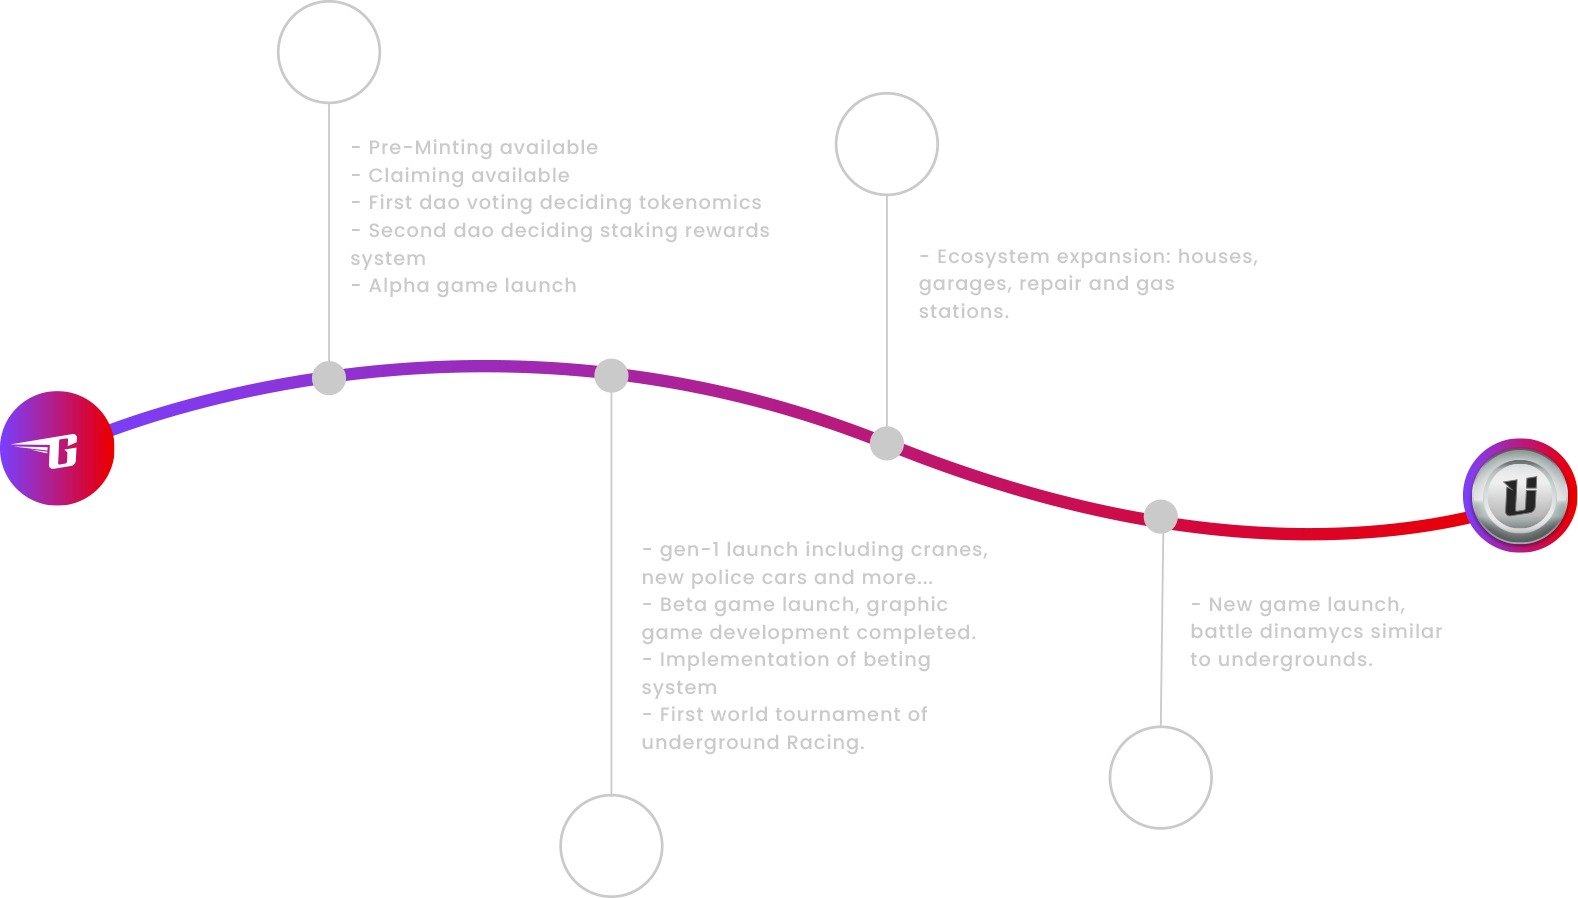 - Pre-Minting available
- Claiming available
- First dao voting deciding tokenomics
- Second dao deciding staking rewards
system
- Alpha game launch
- Ecosystem expansion: houses,
garages, repair and gas
stations.
- gen-1 launch including cranes,
new police cars and more...
- Beta game launch, graphic
game development completed.
- Implementation of beting
system
- First world tournament of
underground Racing.
- New game launch,
battle dinamycs similar
to undergrounds.